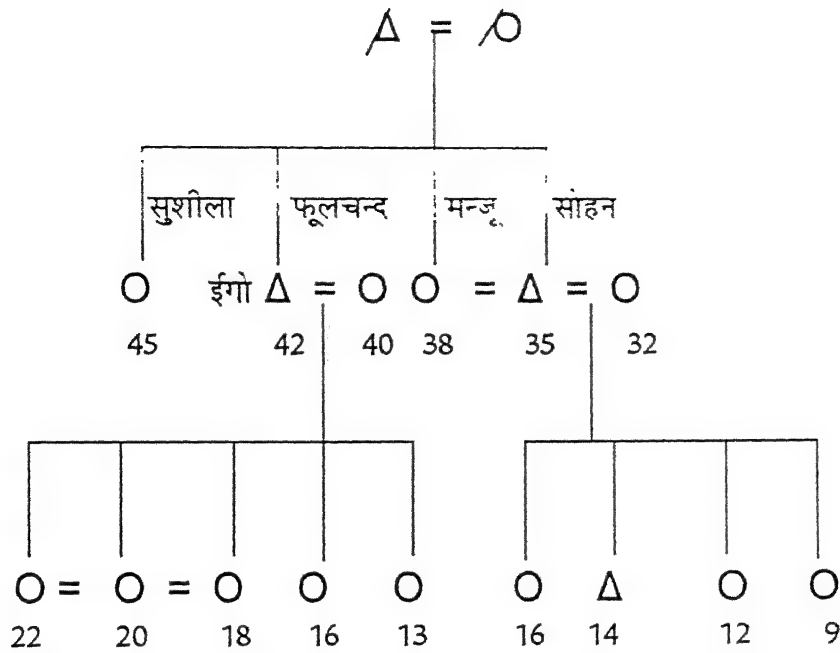 Δ = O
सुशीला फूलचन्द मन्जू सोहन
O ईगो Δ = O O = Δ = O
45 42 40 38 35 32
O = O = O O O O Δ O O
22 20 18 16 13 16 14 12 9